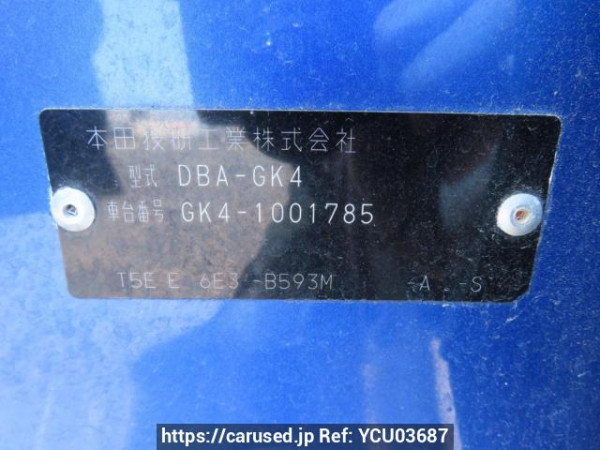 本田技研工業株式会社
型式 DBA-GK4
車台番号 GK4-1001785
T5E E 6E3 -B593M -A -S
https://carused.jp Ref: YCU03687